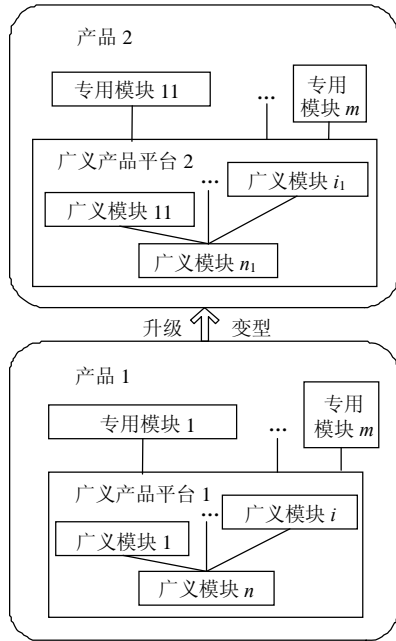 产品 2
专用模块 11
...
专用
模块 m
广义产品平台 2
...
广义模块 i₁
广义模块 11
广义模块 n₁
升级
变型
产品 1
专用模块 1
...
专用
模块 m
广义产品平台 1
...
广义模块 i
广义模块 1
广义模块 n